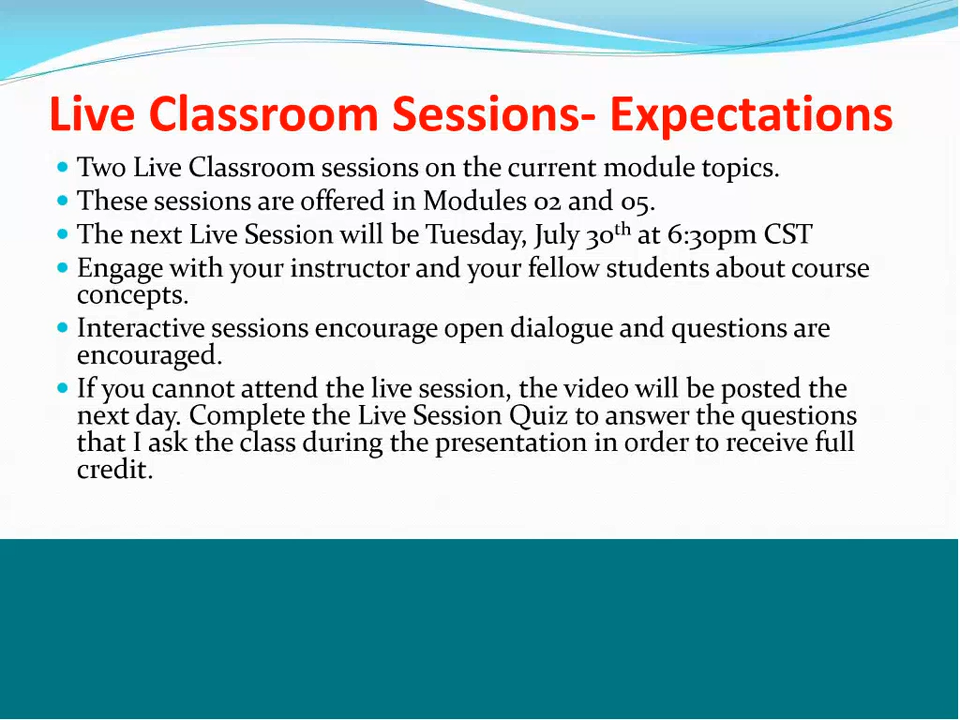 Live Classroom Sessions- Expectations
Two Live Classroom sessions on the current module topics.
These sessions are offered in Modules 02 and 05.
The next Live Session will be Tuesday, July 30th at 6:30pm CST
Engage with your instructor and your fellow students about course
concepts.
Interactive sessions encourage open dialogue and questions are
encouraged.
If you cannot attend the live session, the video will be posted the
next day. Complete the Live Session Quiz to answer the questions
that I ask the class during the presentation in order to receive full
credit.